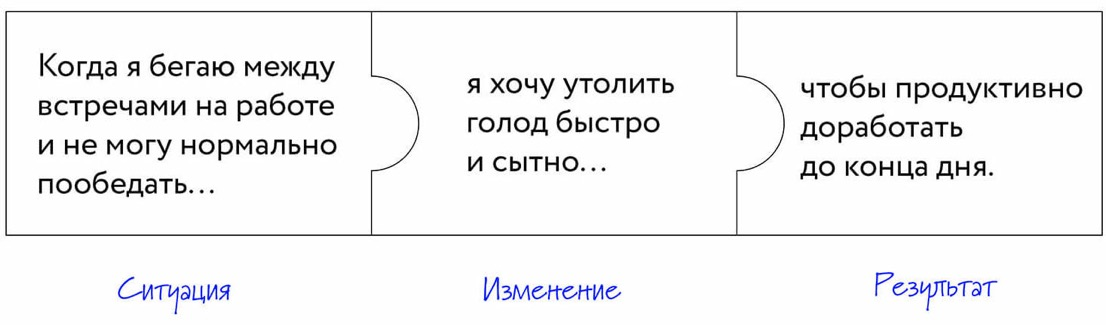 Когда я бегаю между
встречами на работе
и не могу нормально
пообедать...
я хочу утолить
голод быстро
и сытно...
чтобы продуктивно
доработать
до конца дня.
Ситуация
Изменение
Результат